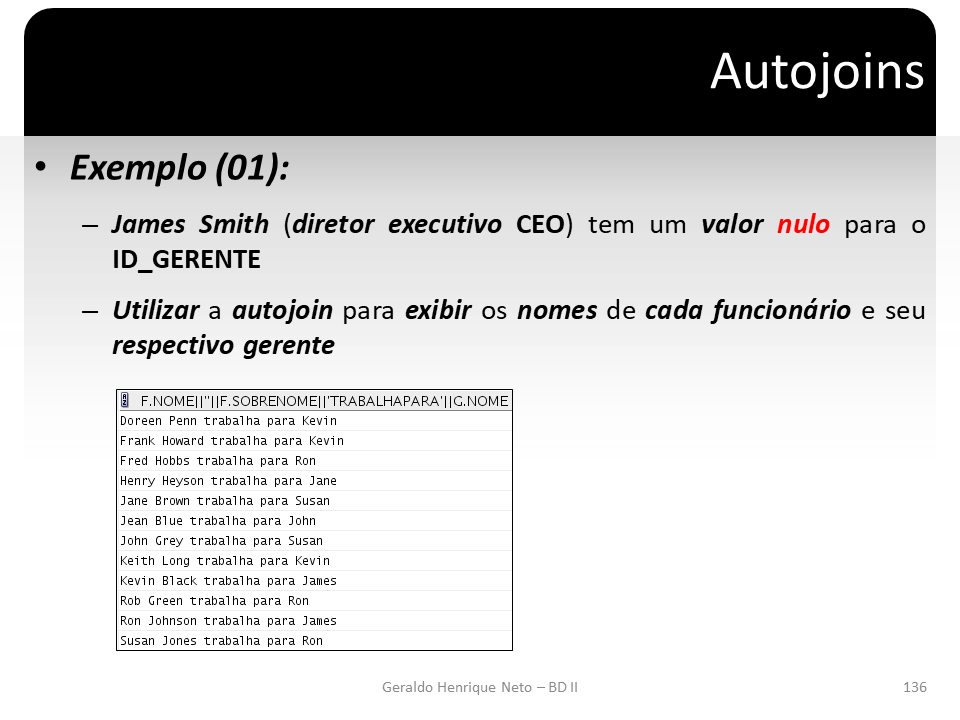 Autojoins
• Exemplo (01):
– James Smith (diretor executivo CEO) tem um valor nulo para o
ID_GERENTE
– Utilizar a autojoin para exibir os nomes de cada funcionário e seu
respectivo gerente
F.NOME||''||F.SOBRENOME||'TRABALHAPARA'||G.NOME
Doreen Penn trabalha para Kevin
Frank Howard trabalha para Kevin
Fred Hobbs trabalha para Ron
Henry Heyson trabalha para Jane
Jane Brown trabalha para Susan
Jean Blue trabalha para John
John Grey trabalha para Susan
Keith Long trabalha para Kevin
Kevin Black trabalha para James
Rob Green trabalha para Ron
Ron Johnson trabalha para James
Susan Jones trabalha para Ron
Geraldo Henrique Neto – BD II
136